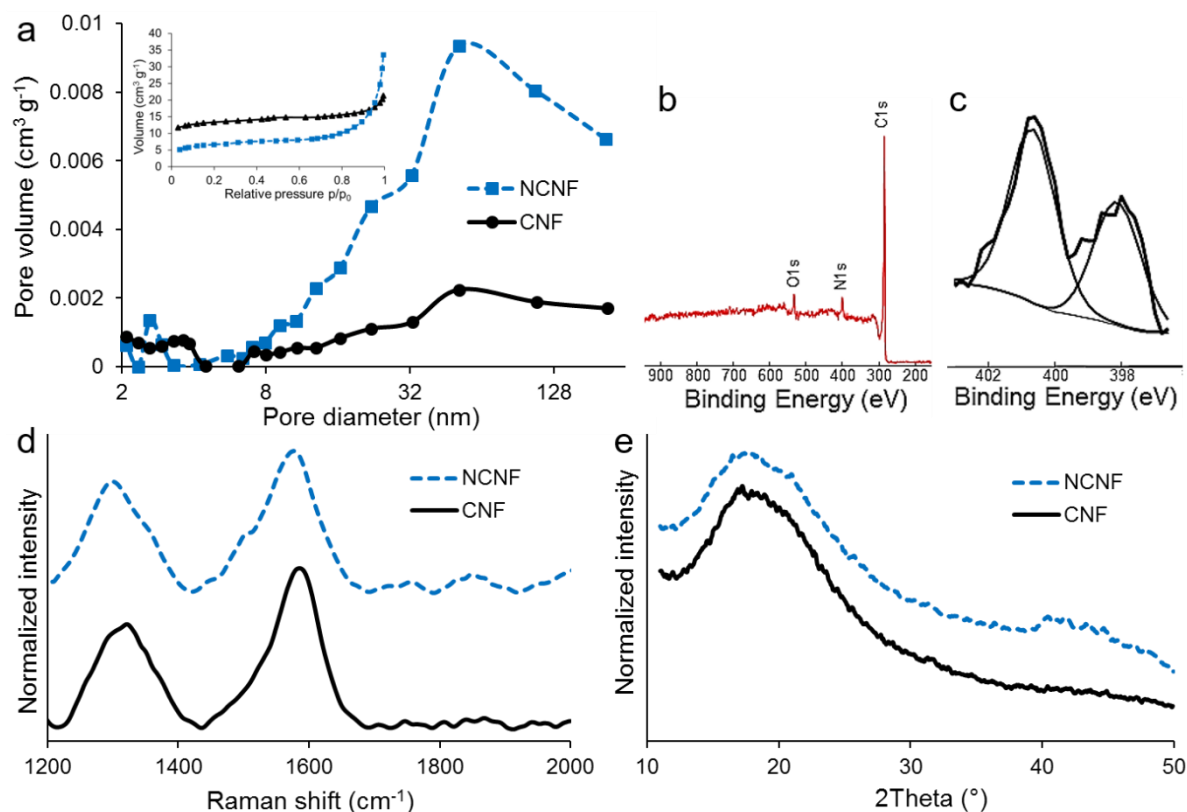 a
Pore volume (cm³ g⁻¹)
0.01
0.008
0.006
0.004
0.002
0
2
8
32
128
Pore diameter (nm)
NCNF
CNF
Volume (cm³ g⁻¹)
40
35
30
25
20
15
10
5
0
0
0.2
0.4
0.6
0.8
1
Relative pressure p/p₀
b
O1s
N1s
C1s
900 800 700 600 500 400 300 200
Binding Energy (eV)
c
402
400
398
Binding Energy (eV)
d
Normalized intensity
NCNF
CNF
1200
1400
1600
1800
2000
Raman shift (cm⁻¹)
e
Normalized intensity
NCNF
CNF
10
20
30
40
50
2Theta (°)